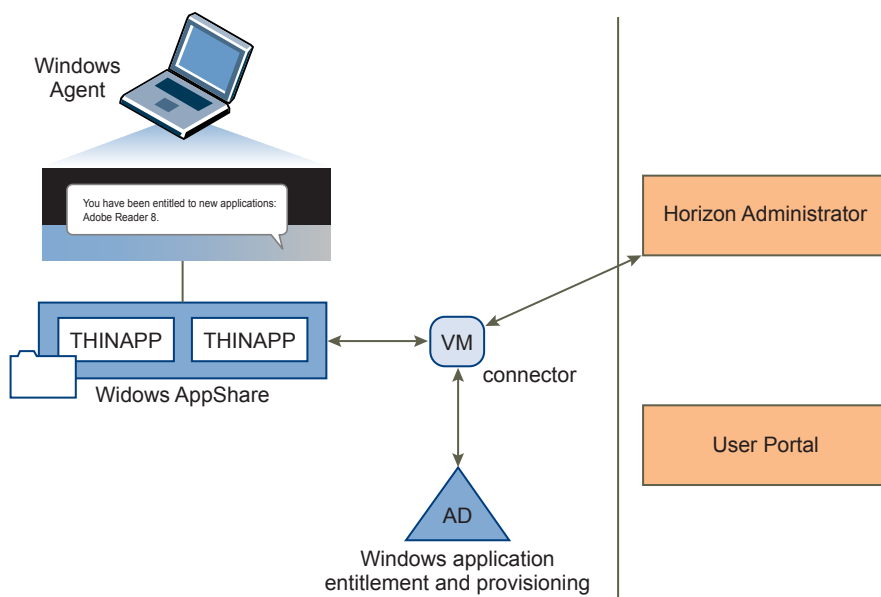 Windows
Agent
You have been entitled to new applications:
Adobe Reader 8.
Horizon Administrator
THINAPP
THINAPP
VM
connector
Widows AppShare
User Portal
AD
Windows application
entitlement and provisioning